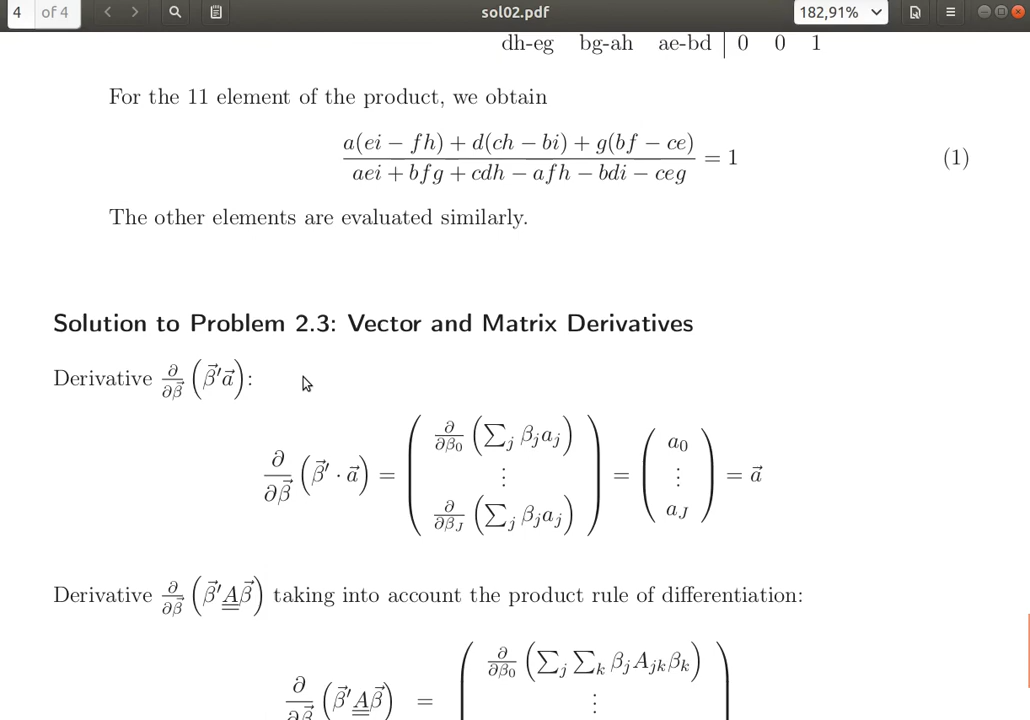 4 of 4 sol02.pdf 182,91%
dh-eg bg-ah ae-bd | 0 0 1
For the 11 element of the product, we obtain
a(ei − fh) + d(ch − bi) + g(bf − ce)
aei + bfg + cdh − afh − bdi − ceg = 1 (1)
The other elements are evaluated similarly.
Solution to Problem 2.3: Vector and Matrix Derivatives
Derivative ∂/∂β⃗ (β⃗′a⃗):
∂/∂β⃗ (β⃗′ · a⃗) = ( ∂/∂β₀ (∑ⱼ βⱼaⱼ) ⋮ ∂/∂β_J (∑ⱼ βⱼaⱼ) ) = ( a₀ ⋮ a_J ) = a⃗
Derivative ∂/∂β⃗ (β⃗′A̳β⃗) taking into account the product rule of differentiation:
∂/∂β⃗ (β⃗′A̳β⃗) = ( ∂/∂β₀ (∑ⱼ ∑ₖ βⱼAⱼₖβₖ) ⋮